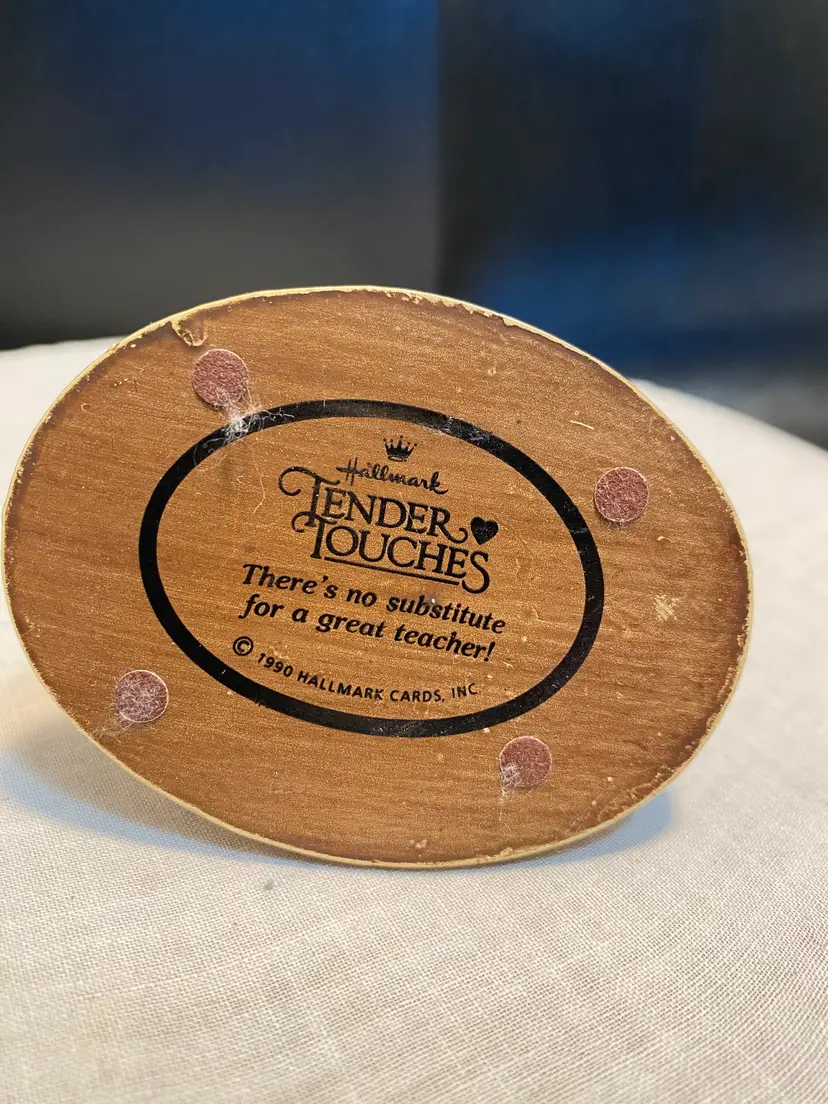 Hallmark
TENDER
TOUCHES
There's no substitute
for a great teacher!
© 1990 HALLMARK CARDS, INC.